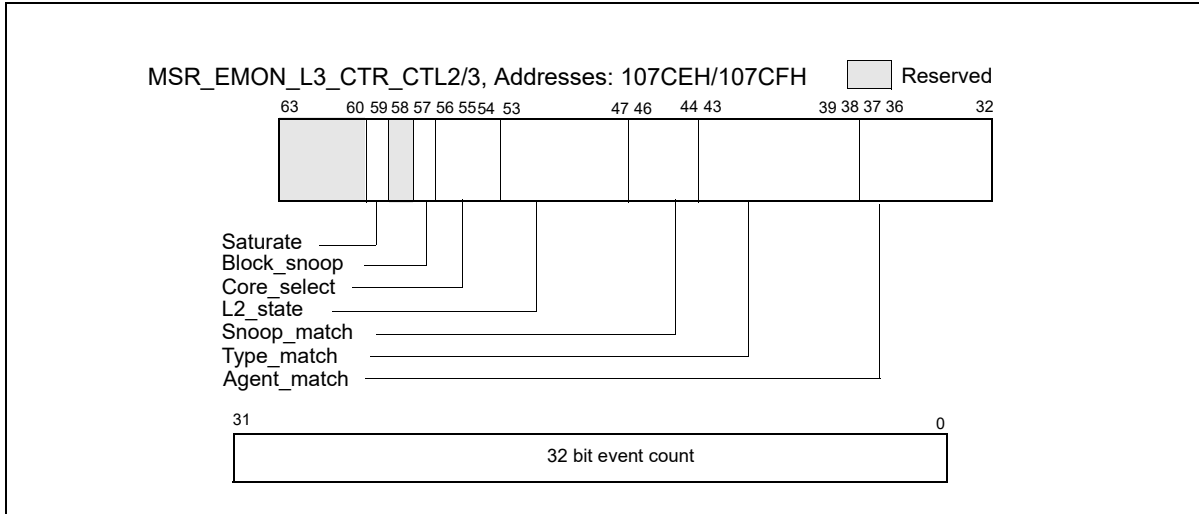 MSR_EMON_L3_CTR_CTL2/3, Addresses: 107CEH/107CFH Reserved
63 60 59 58 57 56 55 54 53 47 46 44 43 39 38 37 36 32
Saturate
Block_snoop
Core_select
L2_state
Snoop_match
Type_match
Agent_match
31 0
32 bit event count